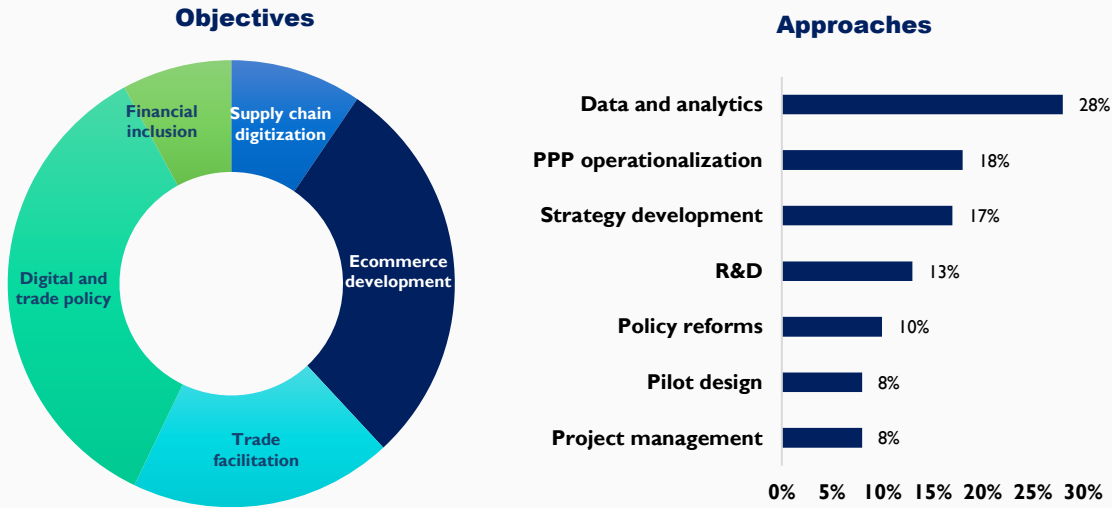 Objectives
Supply chain
digitization
Ecommerce
development
Trade
facilitation
Digital and
trade policy
Financial
inclusion
Approaches
Data and analytics 28%
PPP operationalization 18%
Strategy development 17%
R&D 13%
Policy reforms 10%
Pilot design 8%
Project management 8%
0% 5% 10% 15% 20% 25% 30%